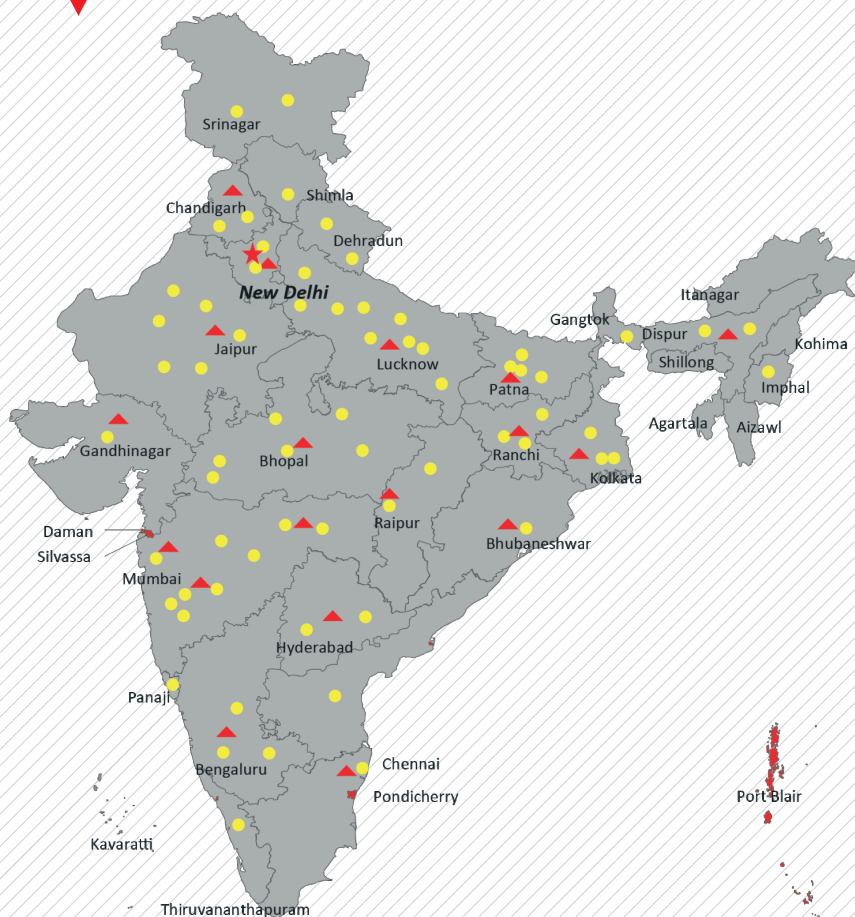 Srinagar
Shimla
Chandigarh
Dehradun
New Delhi
Itanagar
Gangtok
Dispur
Kohima
Jaipur
Lucknow
Shillong
Patna
Imphal
Agartala
Aizawl
Gandhinagar
Bhopal
Ranchi
Kolkata
Raipur
Daman
Bhubaneshwar
Silvassa
Mumbai
Hyderabad
Panaji
Bengaluru
Chennai
Pondicherry
Port Blair
Kavaratti
Thiruvananthapuram